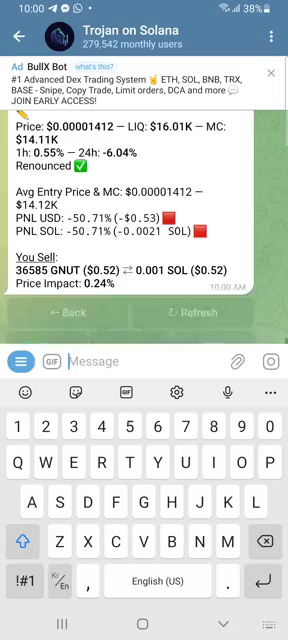 10:00 38%
Trojan on Solana
279,542 monthly users
Ad BullX Bot what's this?
#1 Advanced Dex Trading System 🤘 ETH, SOL, BNB, TRX,
BASE - Snipe, Copy Trade, Limit orders, DCA and more 💬
JOIN EARLY ACCESS!
Price: $0.00001412 — LIQ: $16.01K — MC:
$14.11K
1h: 0.55% — 24h: -6.04%
Renounced ✅
Avg Entry Price & MC: $0.00001412 —
$14.12K
PNL USD: -50.71% (-$0.53) 🟥
PNL SOL: -50.71% (-0.0021 SOL) 🟥
You Sell:
36585 GNUT ($0.52) ⇄ 0.001 SOL ($0.52)
Price Impact: 0.24%
10:00 AM
← Back ↻ Refresh
GIF Message
GIF
1 2 3 4 5 6 7 8 9 0
Q W E R T Y U I O P
A S D F G H J K L
Z X C V B N M
!#1 Kr/En , English (US) .